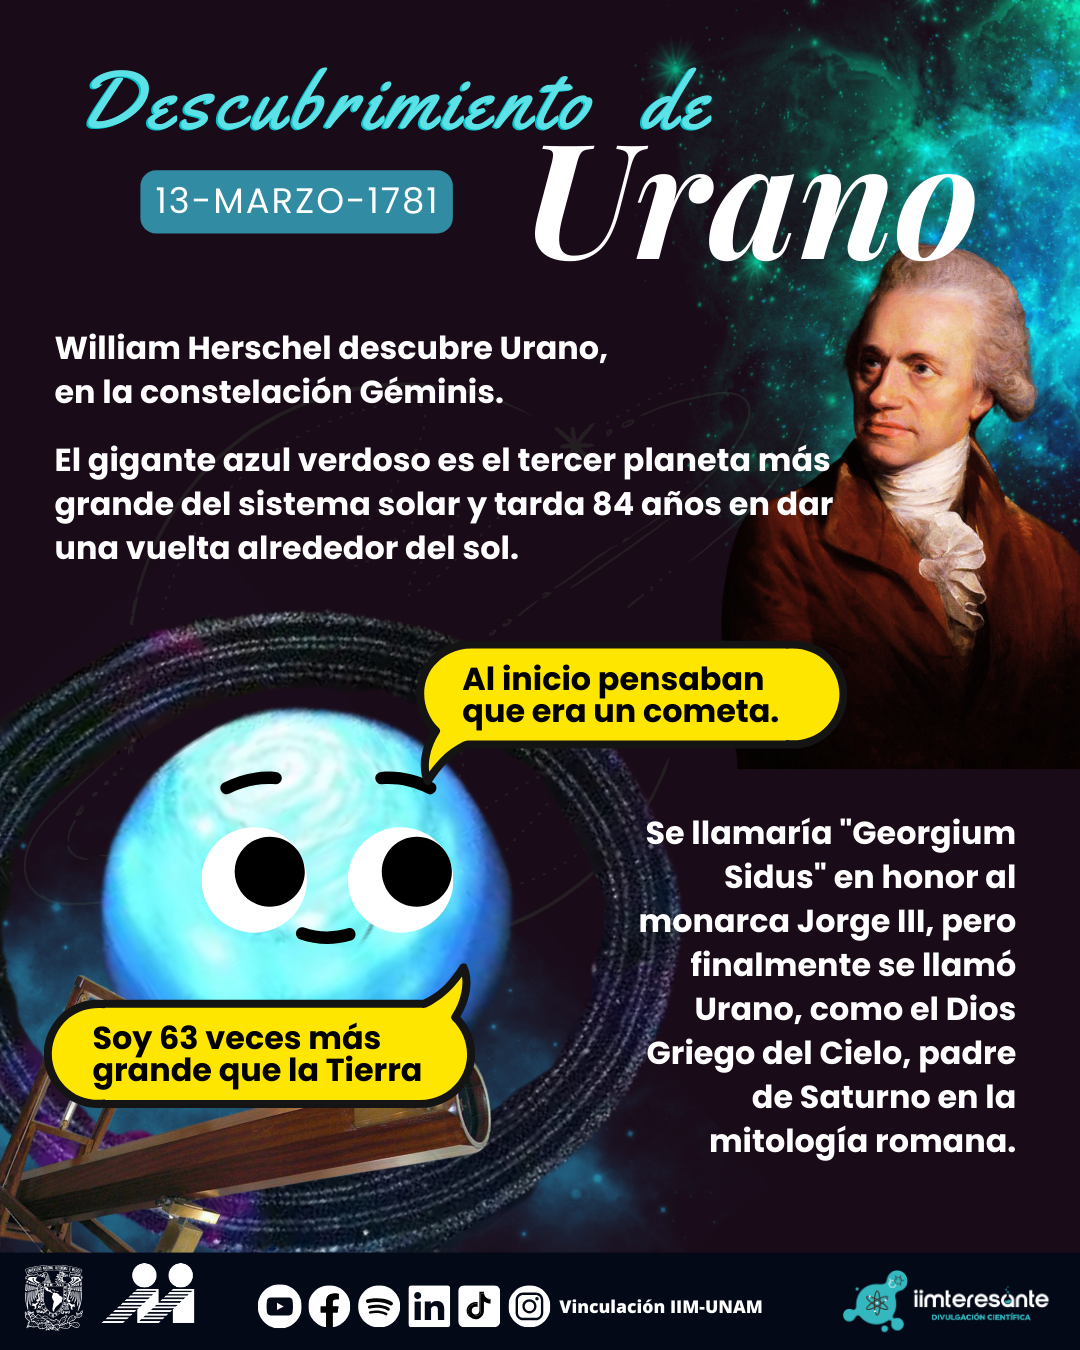 Descubrimiento de
Urano
13-MARZO-1781
William Herschel descubre Urano,
en la constelación Géminis.
El gigante azul verdoso es el tercer planeta más
grande del sistema solar y tarda 84 años en dar
una vuelta alrededor del sol.
Al inicio pensaban
que era un cometa.
Se llamaría "Georgium
Sidus" en honor al
monarca Jorge III, pero
finalmente se llamó
Urano, como el Dios
Griego del Cielo, padre
de Saturno en la
mitología romana.
Soy 63 veces más
grande que la Tierra
Vinculación IIM-UNAM
iimteresante
DIVULGACIÓN CIENTÍFICA